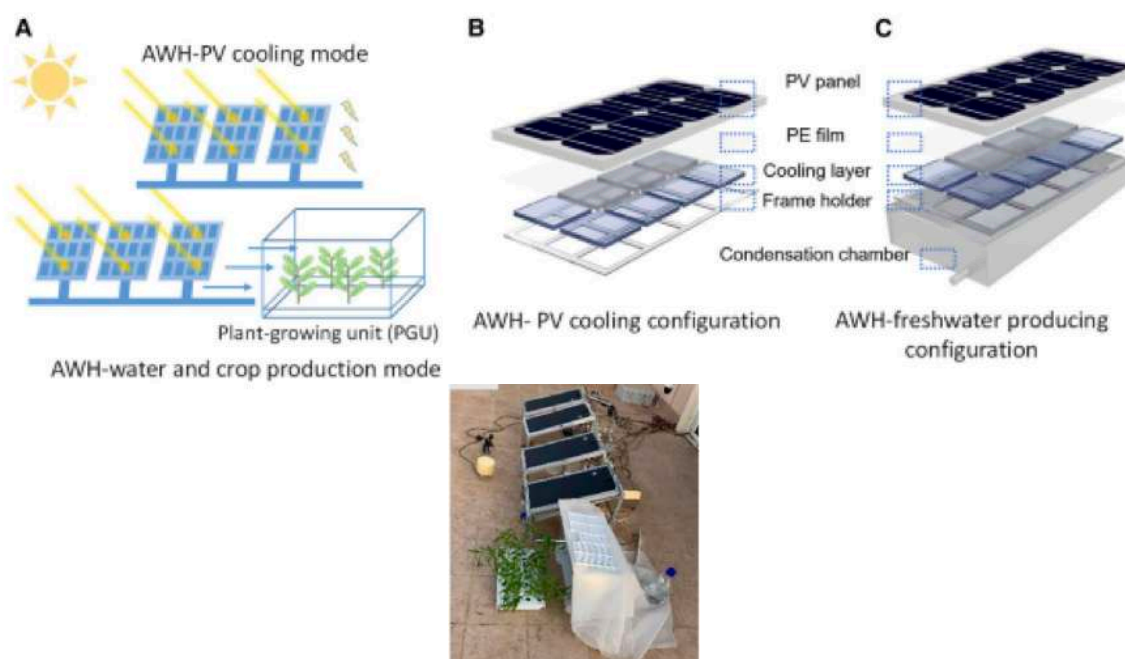 A
AWH-PV cooling mode
Plant-growing unit (PGU)
AWH-water and crop production mode
B
PV panel
PE film
Cooling layer
Frame holder
Condensation chamber
AWH- PV cooling configuration
C
AWH-freshwater producing
configuration